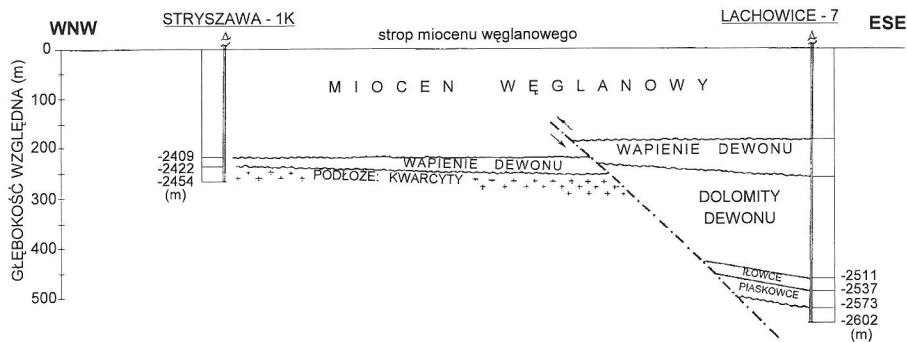 STRYSZAWA - 1K
LACHOWICE - 7
WNW
ESE
strop miocenu węglanowego
GŁĘBOKOŚĆ WZGLĘDNA (m)
0
100
200
300
400
500
MIOCEN WĘGLANOWY
WAPIENIE DEWONU
WAPIENIE DEWONU
PODŁOŻE: KWARCYTY
DOLOMITY
DEWONU
IŁOWCE
PIASKOWCE
-2409
-2422
-2454
(m)
-2511
-2537
-2573
-2602
(m)